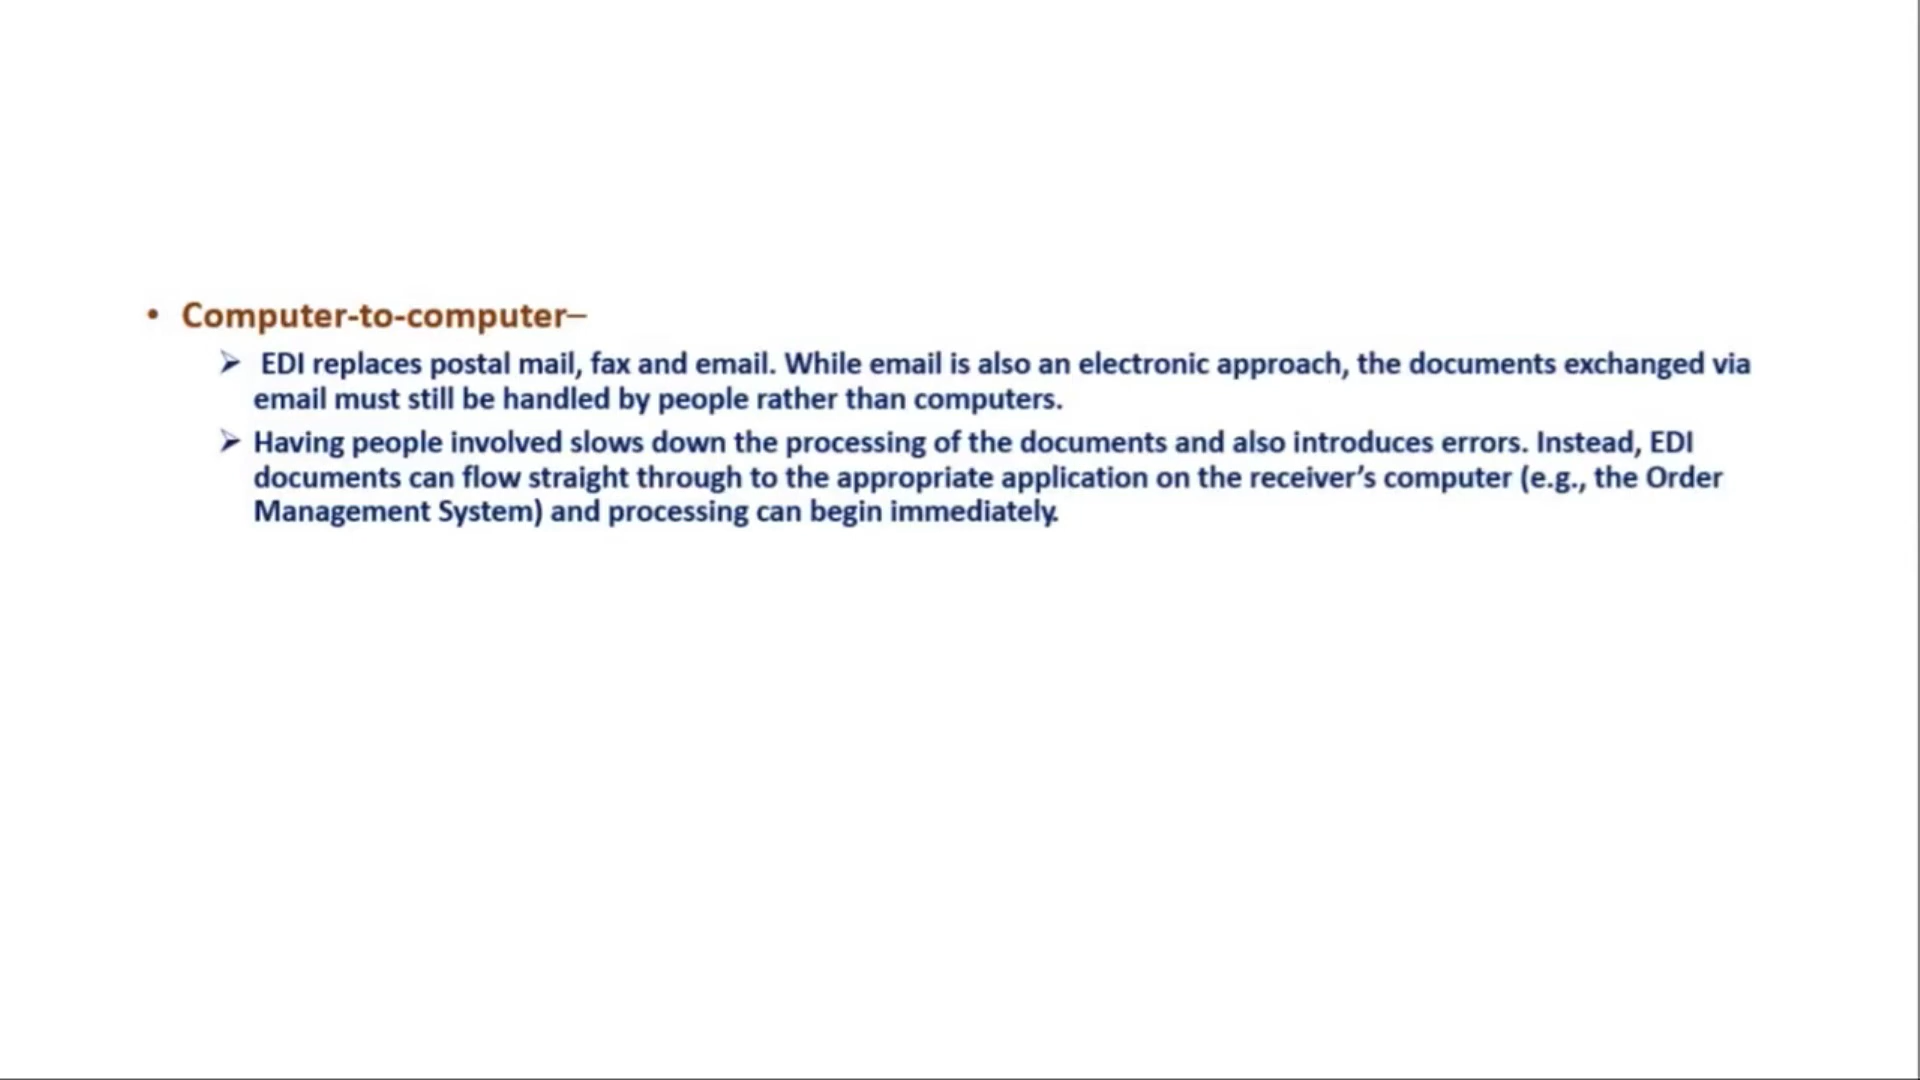 • Computer-to-computer–
➢ EDI replaces postal mail, fax and email. While email is also an electronic approach, the documents exchanged via
email must still be handled by people rather than computers.
➢ Having people involved slows down the processing of the documents and also introduces errors. Instead, EDI
documents can flow straight through to the appropriate application on the receiver’s computer (e.g., the Order
Management System) and processing can begin immediately.